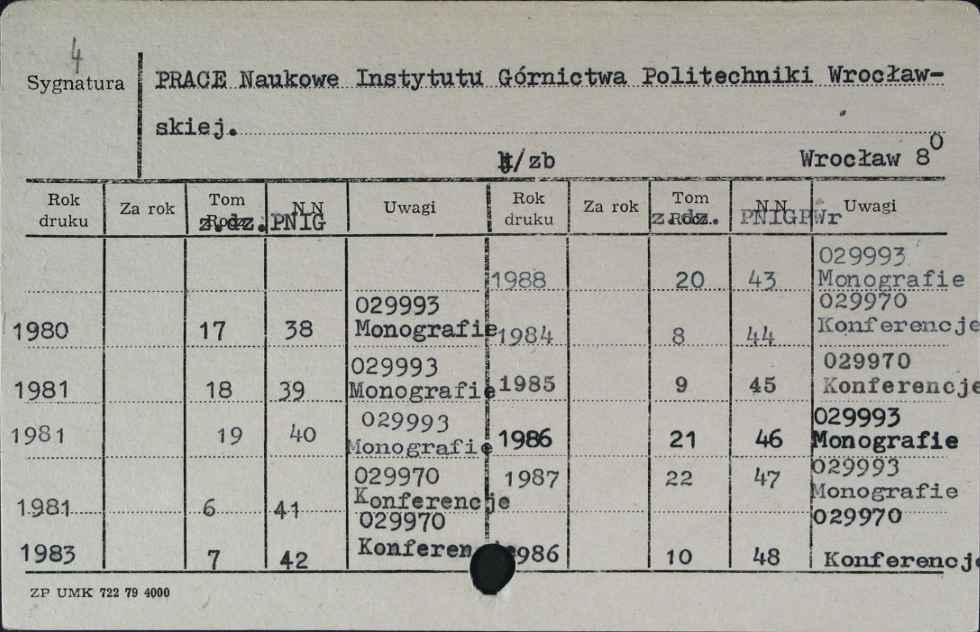 4
Sygnatura
PRACE Naukowe Instytutu Górnictwa Politechniki Wrocław-
skiej.
/zb Wrocław 8⁰
Rok druku Za rok Tom z.dz. N.N PNIG Uwagi Rok druku Za rok Tom z.dz. N.N PNIGPWr Uwagi
1988 20 43 029993 Monografie
1980 17 38 029993 Monografie 1984 8 44 029970 Konferencje
1981 18 39 029993 Monografie 1985 9 45 029970 Konferencje
1981 19 40 029993 Monografie 1986 21 46 029993 Monografie
1981 6 41 029970 Konferencje 1987 22 47 029993 Monografie
1983 7 42 029970 Konferencje 1986 10 48 029970 Konferencje
ZP UMK 722 79 4000